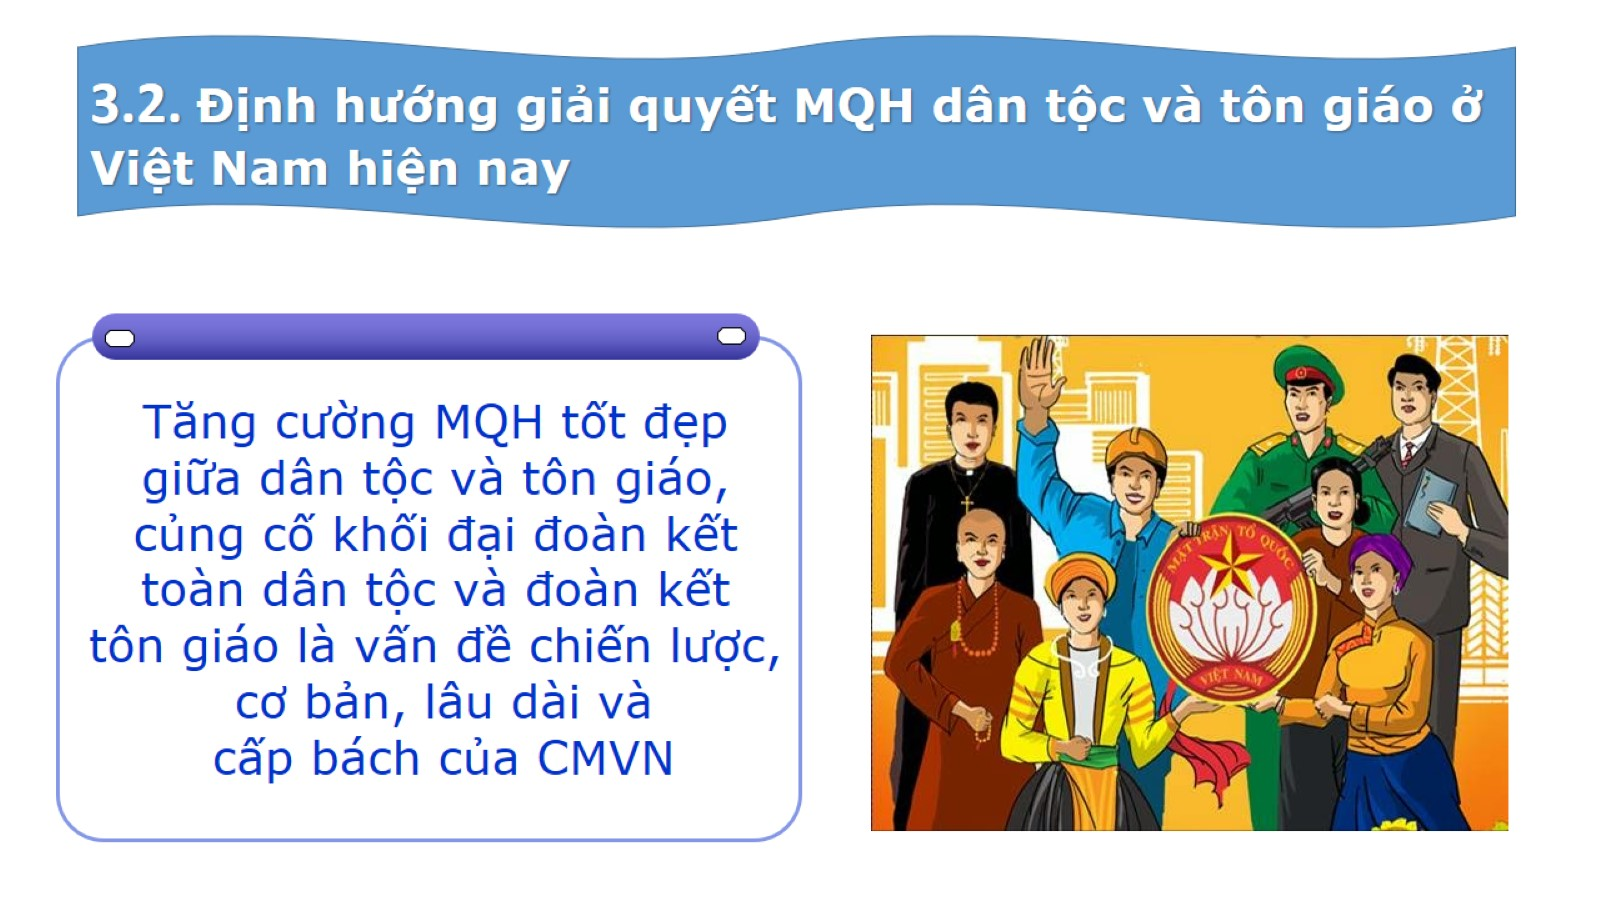 3.2. Định hướng giải quyết MQH dân tộc và tôn giáo ở
Việt Nam hiện nay
Tăng cường MQH tốt đẹp
giữa dân tộc và tôn giáo,
củng cố khối đại đoàn kết
toàn dân tộc và đoàn kết
tôn giáo là vấn đề chiến lược,
cơ bản, lâu dài và
cấp bách của CMVN
MẶT TRẬN TỔ QUỐC
VIỆT NAM